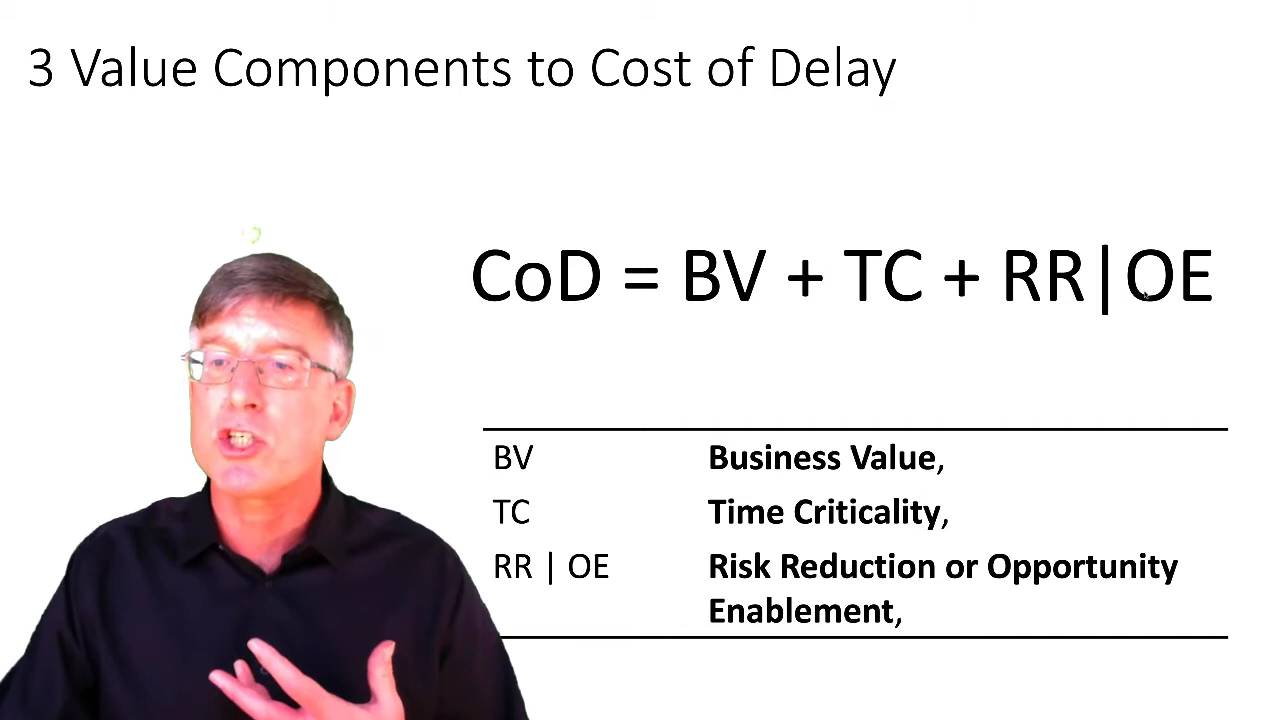 3 Value Components to Cost of Delay
CoD = BV + TC + RR|OE
BV Business Value,
TC Time Criticality,
RR | OE Risk Reduction or Opportunity
Enablement,